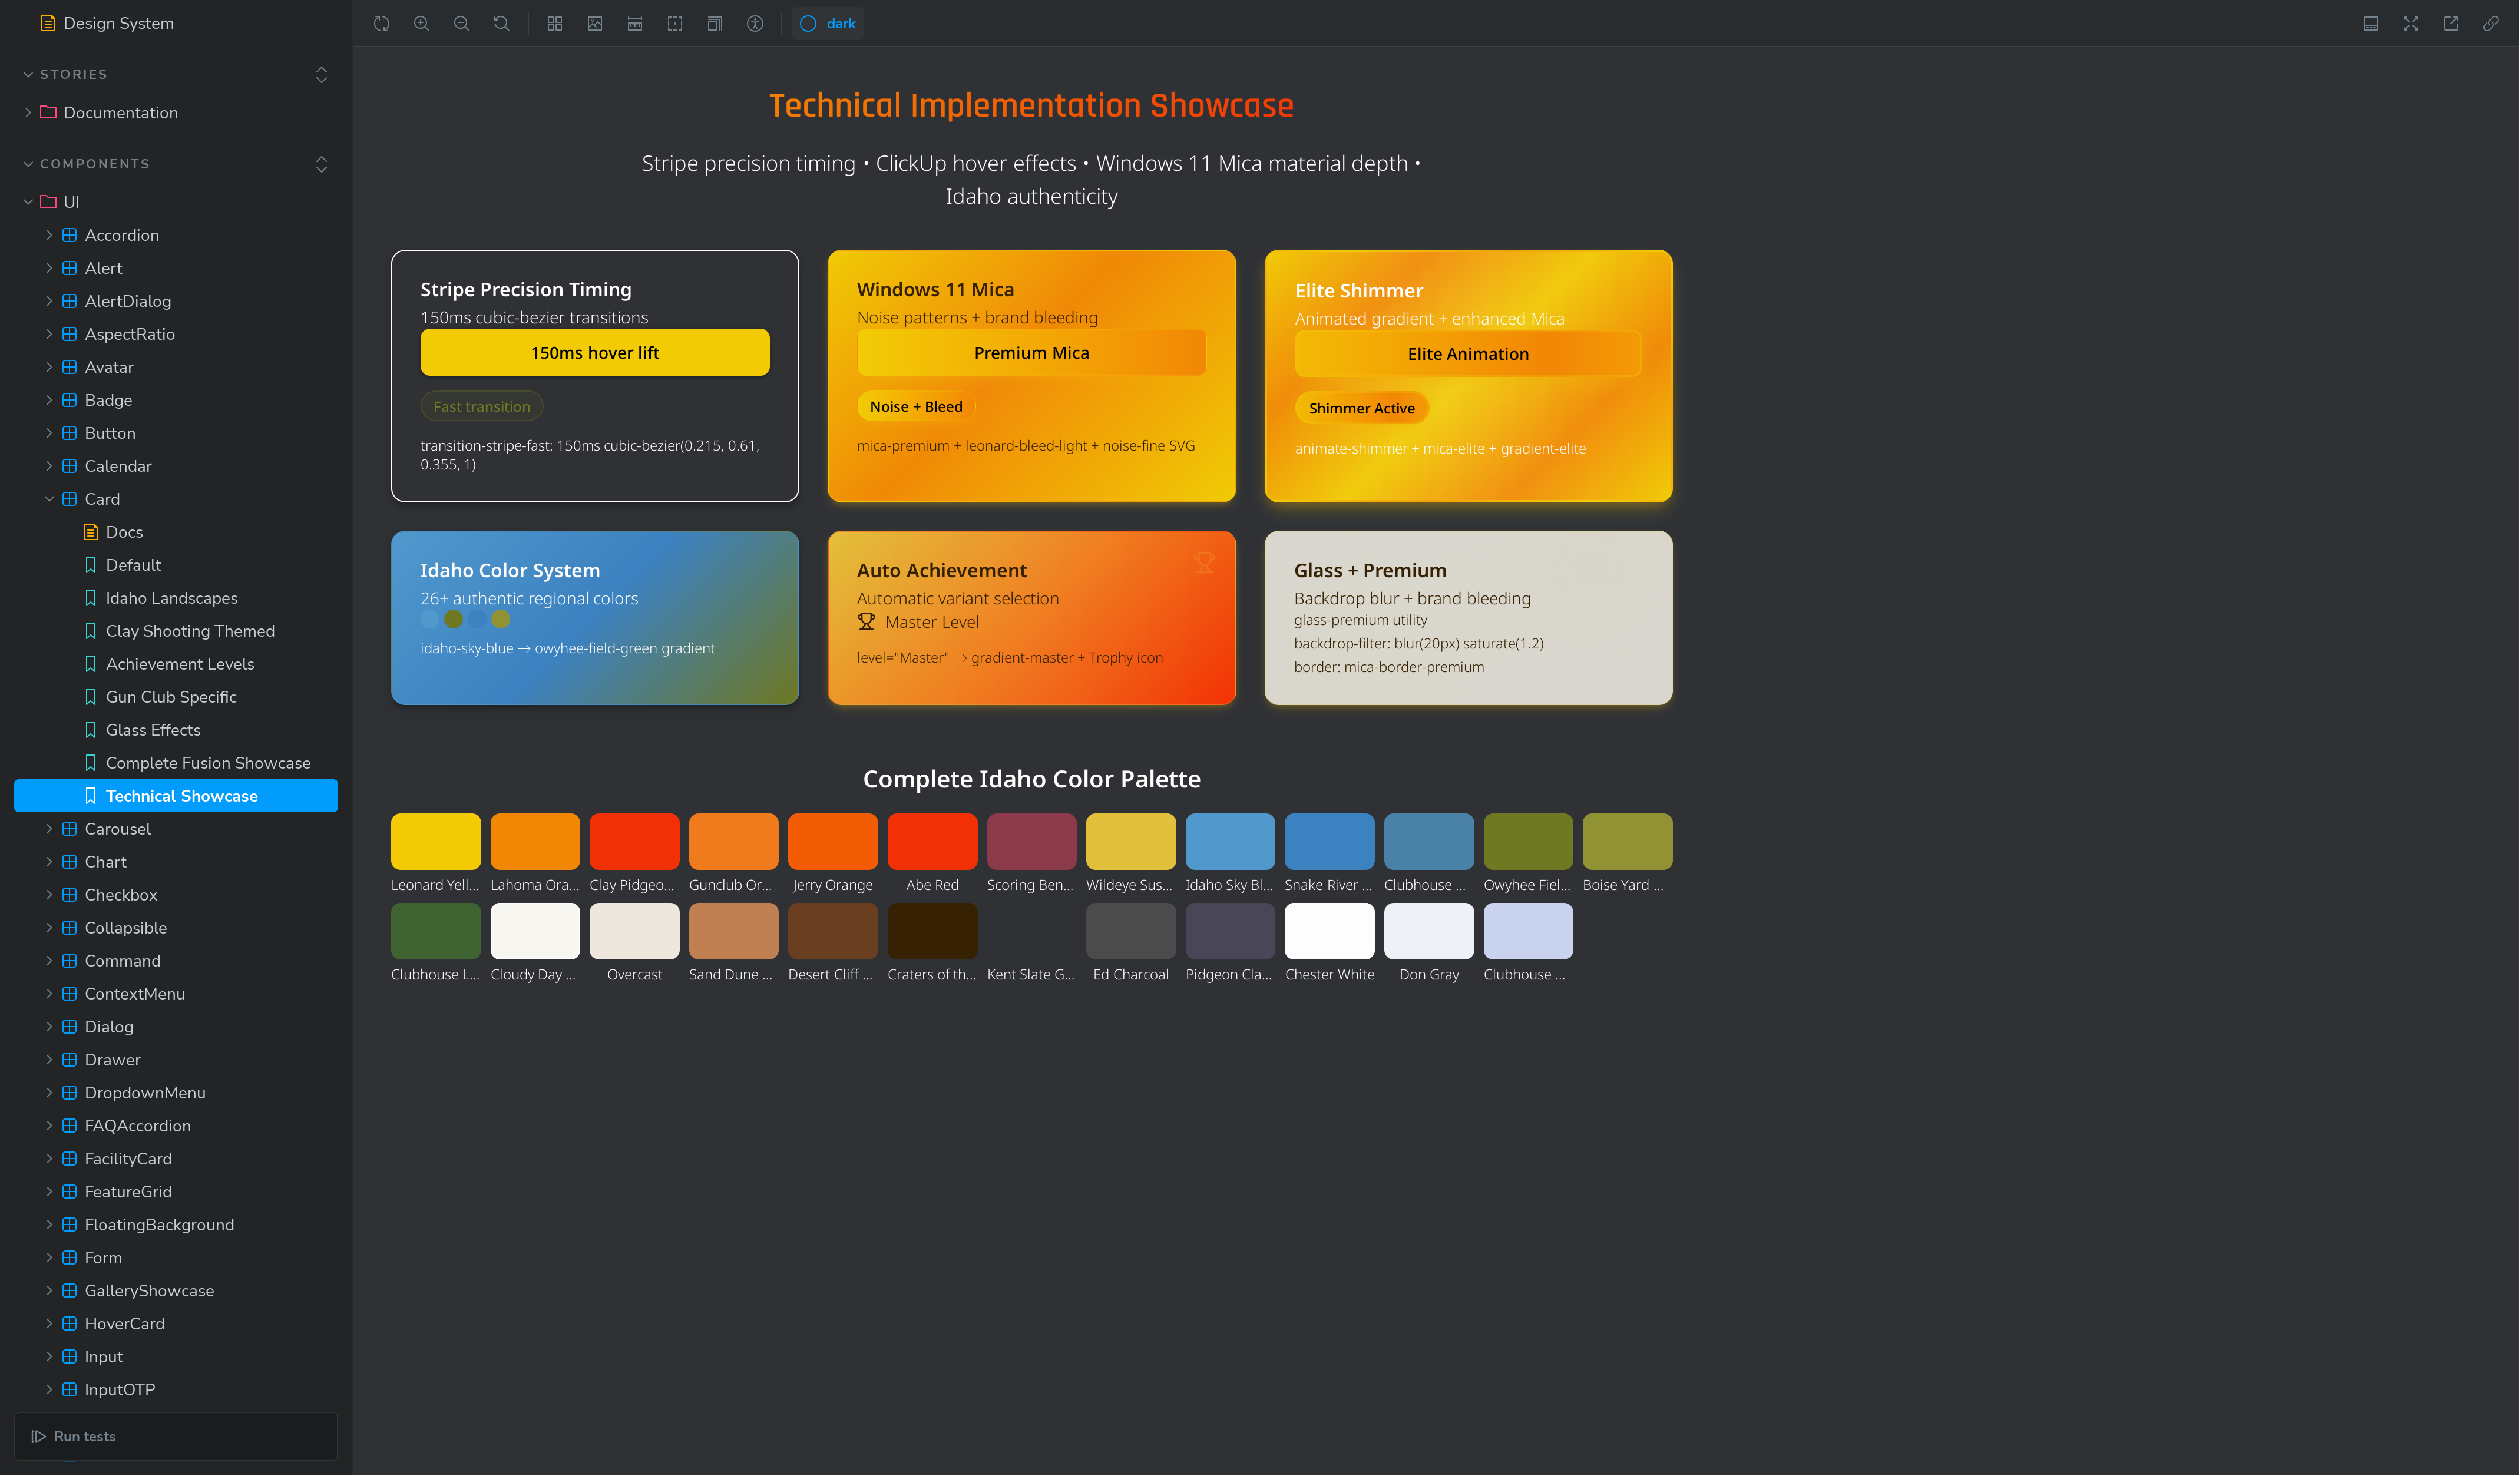 Design System
STORIES
Documentation
COMPONENTS
UI
Accordion
Alert
AlertDialog
AspectRatio
Avatar
Badge
Button
Calendar
Card
Docs
Default
Idaho Landscapes
Clay Shooting Themed
Achievement Levels
Gun Club Specific
Glass Effects
Complete Fusion Showcase
Technical Showcase
Carousel
Chart
Checkbox
Collapsible
Command
ContextMenu
Dialog
Drawer
DropdownMenu
FAQAccordion
FacilityCard
FeatureGrid
FloatingBackground
Form
GalleryShowcase
HoverCard
Input
InputOTP
Run tests
dark
Technical Implementation Showcase
Stripe precision timing • ClickUp hover effects • Windows 11 Mica material depth •
Idaho authenticity
Stripe Precision Timing
150ms cubic-bezier transitions
150ms hover lift
Fast transition
transition-stripe-fast: 150ms cubic-bezier(0.215, 0.61,
0.355, 1)
Windows 11 Mica
Noise patterns + brand bleeding
Premium Mica
Noise + Bleed
mica-premium + leonard-bleed-light + noise-fine SVG
Elite Shimmer
Animated gradient + enhanced Mica
Elite Animation
Shimmer Active
animate-shimmer + mica-elite + gradient-elite
Idaho Color System
26+ authentic regional colors
idaho-sky-blue → owyhee-field-green gradient
Auto Achievement
Automatic variant selection
Master Level
level="Master" → gradient-master + Trophy icon
Glass + Premium
Backdrop blur + brand bleeding
glass-premium utility
backdrop-filter: blur(20px) saturate(1.2)
border: mica-border-premium
Complete Idaho Color Palette
Leonard Yell...
Lahoma Ora...
Clay Pidgeo...
Gunclub Or...
Jerry Orange
Abe Red
Scoring Ben...
Wildeye Sus...
Idaho Sky Bl...
Snake River ...
Clubhouse ...
Owyhee Fiel...
Boise Yard ...
Clubhouse L...
Cloudy Day ...
Overcast
Sand Dune ...
Desert Cliff ...
Craters of th...
Kent Slate G...
Ed Charcoal
Pidgeon Cla...
Chester White
Don Gray
Clubhouse ...